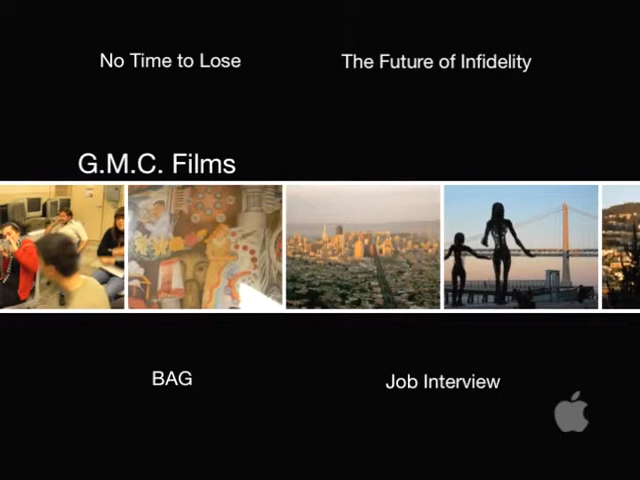 No Time to Lose
The Future of Infidelity
G.M.C. Films
BAG
Job Interview